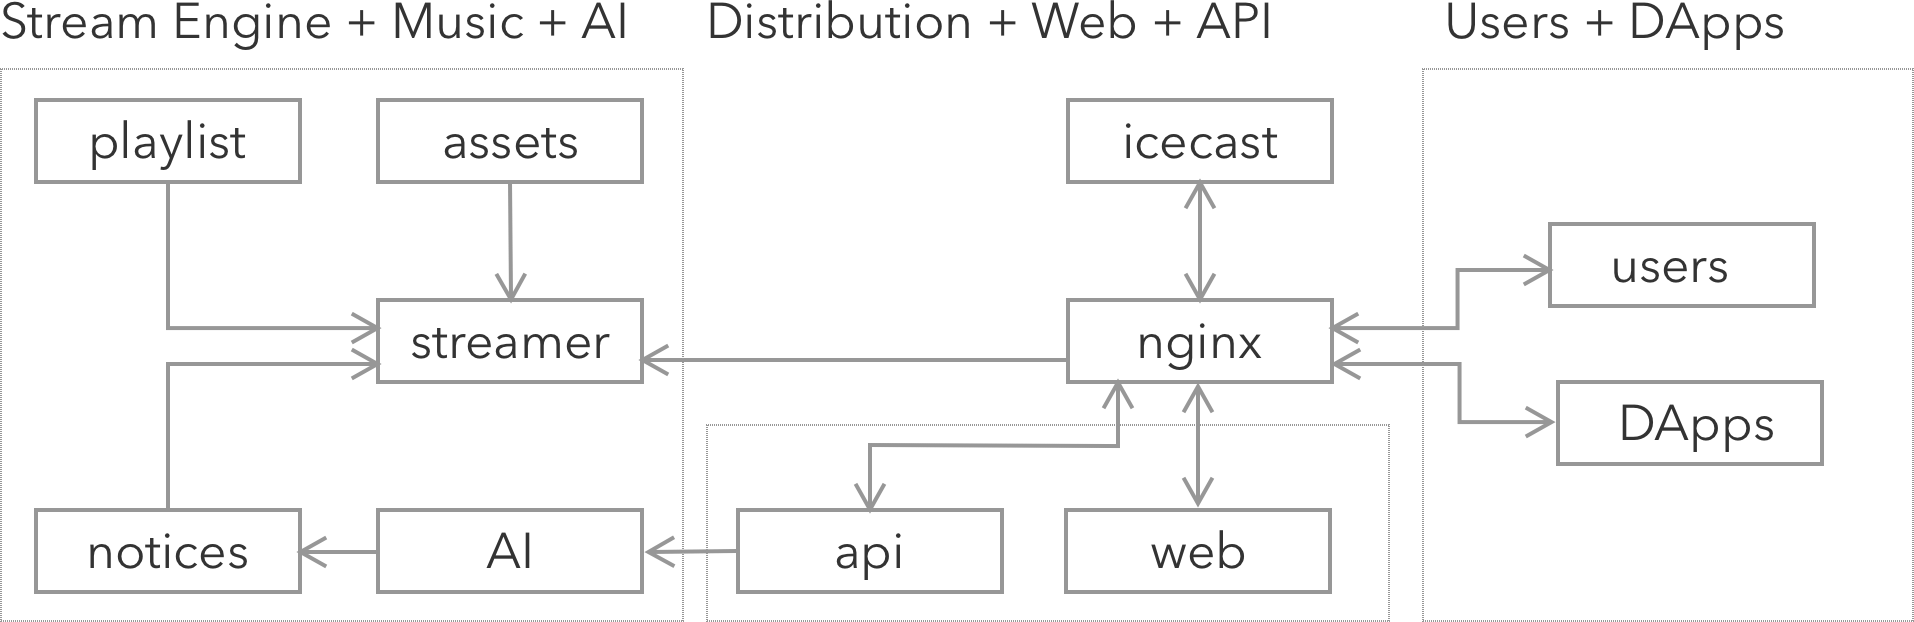 Stream Engine + Music + AI
Distribution + Web + API
Users + DApps
playlist
assets
icecast
users
streamer
nginx
DApps
notices
AI
api
web